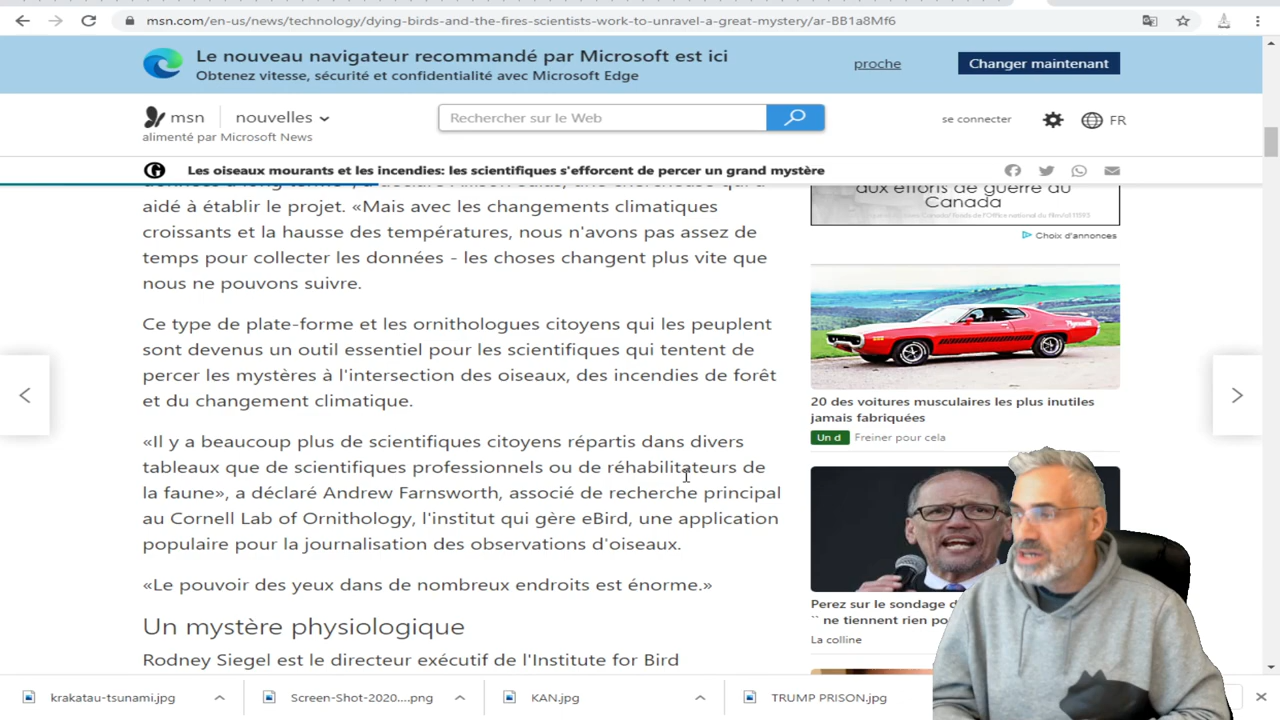 msn.com/en-us/news/technology/dying-birds-and-the-fires-scientists-work-to-unravel-a-great-mystery/ar-BB1a8Mf6
Le nouveau navigateur recommandé par Microsoft est ici
Obtenez vitesse, sécurité et confidentialité avec Microsoft Edge
proche
Changer maintenant
msn
nouvelles
alimenté par Microsoft News
Rechercher sur le Web
se connecter
FR
Les oiseaux mourants et les incendies: les scientifiques s'efforcent de percer un grand mystère
aidé à établir le projet. «Mais avec les changements climatiques
croissants et la hausse des températures, nous n'avons pas assez de
temps pour collecter les données - les choses changent plus vite que
nous ne pouvons suivre.
Ce type de plate-forme et les ornithologues citoyens qui les peuplent
sont devenus un outil essentiel pour les scientifiques qui tentent de
percer les mystères à l'intersection des oiseaux, des incendies de forêt
et du changement climatique.
«Il y a beaucoup plus de scientifiques citoyens répartis dans divers
tableaux que de scientifiques professionnels ou de réhabilitateurs de
la faune», a déclaré Andrew Farnsworth, associé de recherche principal
au Cornell Lab of Ornithology, l'institut qui gère eBird, une application
populaire pour la journalisation des observations d'oiseaux.
«Le pouvoir des yeux dans de nombreux endroits est énorme.»
Un mystère physiologique
Rodney Siegel est le directeur exécutif de l'Institute for Bird
aux efforts de guerre du
Canada
Choix d'annonces
20 des voitures musculaires les plus inutiles
jamais fabriquées
Un d
Freiner pour cela
Perez sur le sondage
`` ne tiennent rien
La colline
krakatau-tsunami.jpg
Screen-Shot-2020....png
KAN.jpg
TRUMP PRISON.jpg